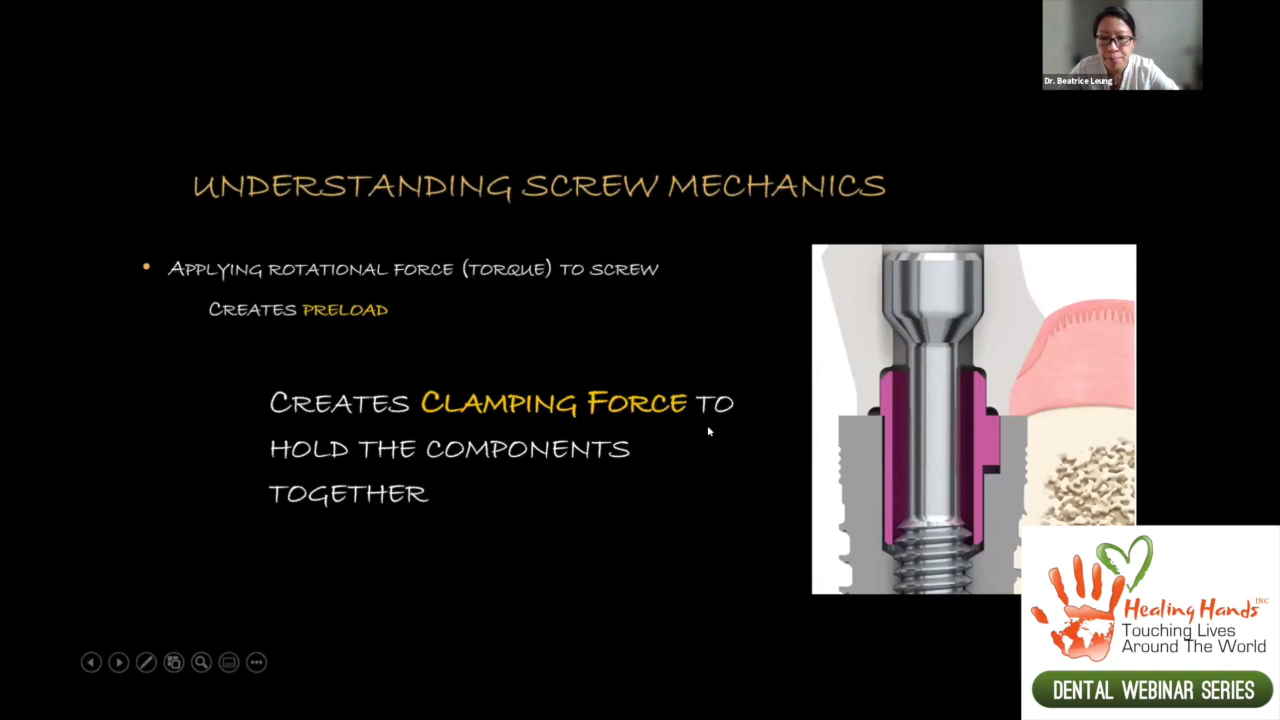 Dr. Beatrice Leung
UNDERSTANDING SCREW MECHANICS
• APPLYING ROTATIONAL FORCE (TORQUE) TO SCREW
CREATES PRELOAD
CREATES CLAMPING FORCE TO
HOLD THE COMPONENTS
TOGETHER
Healing Hands INC
Touching Lives
Around The World
DENTAL WEBINAR SERIES